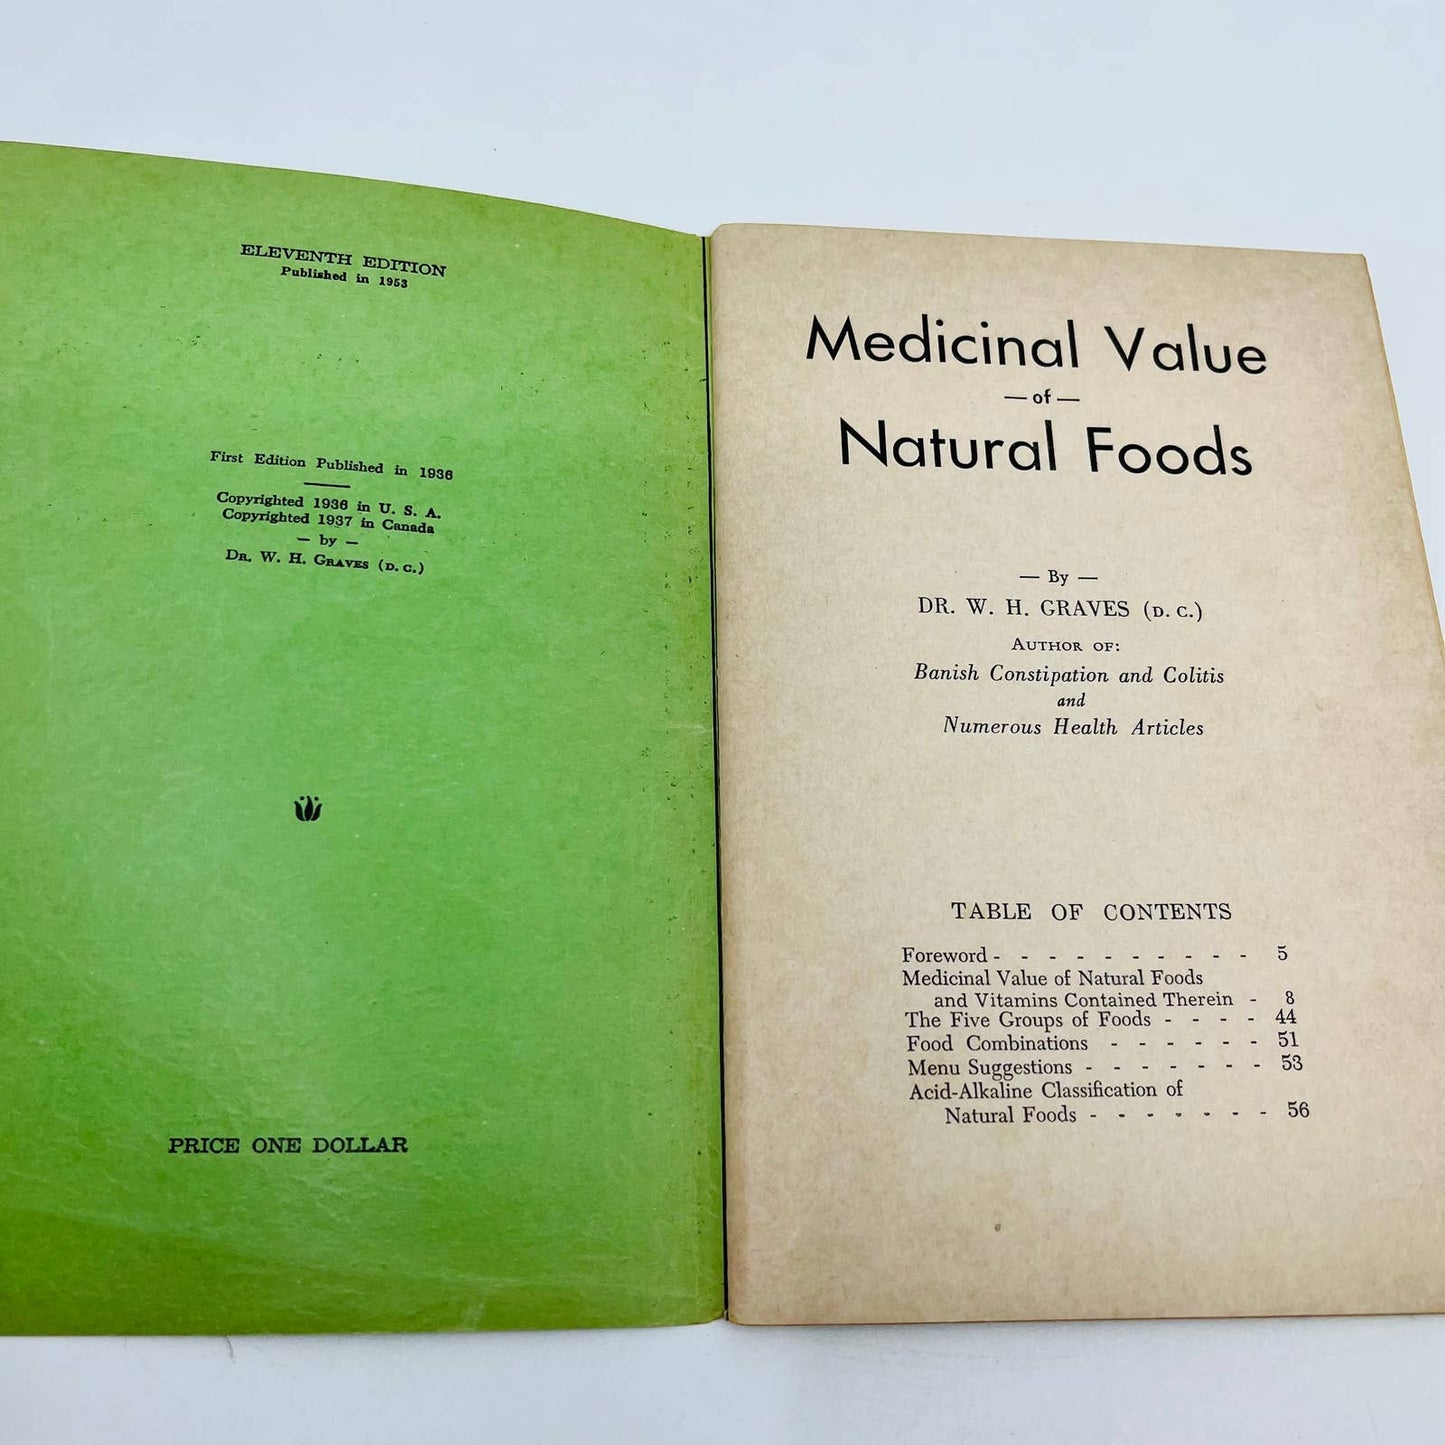 ELEVENTH EDITION
Published in 1953
First Edition Published in 1936
Copyrighted 1936 in U. S. A.
Copyrighted 1937 in Canada
— by —
DR. W. H. GRAVES (D. C.)
PRICE ONE DOLLAR
Medicinal Value
— of —
Natural Foods
— By —
DR. W. H. GRAVES (D. C.)
AUTHOR OF:
Banish Constipation and Colitis
and
Numerous Health Articles
TABLE OF CONTENTS
Foreword - - - - - - - - - - 5
Medicinal Value of Natural Foods
and Vitamins Contained Therein - 8
The Five Groups of Foods - - - - 44
Food Combinations - - - - - - 51
Menu Suggestions - - - - - - - 53
Acid-Alkaline Classification of
Natural Foods - - - - - - - 56